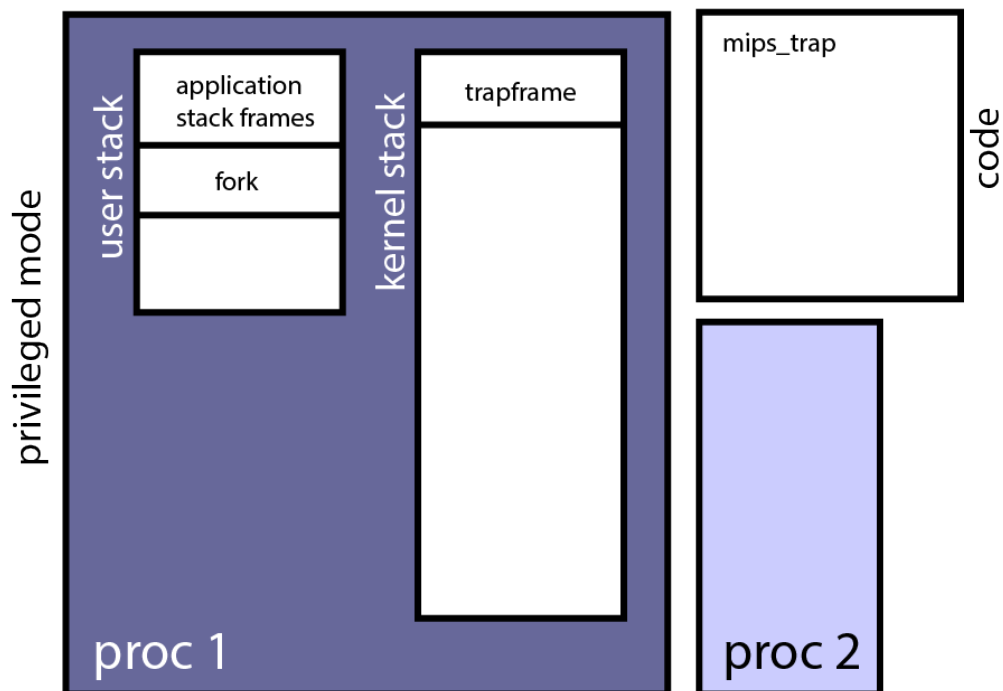 privileged mode
user stack
application
stack frames
fork
kernel stack
trapframe
proc 1
mips_trap
code
proc 2